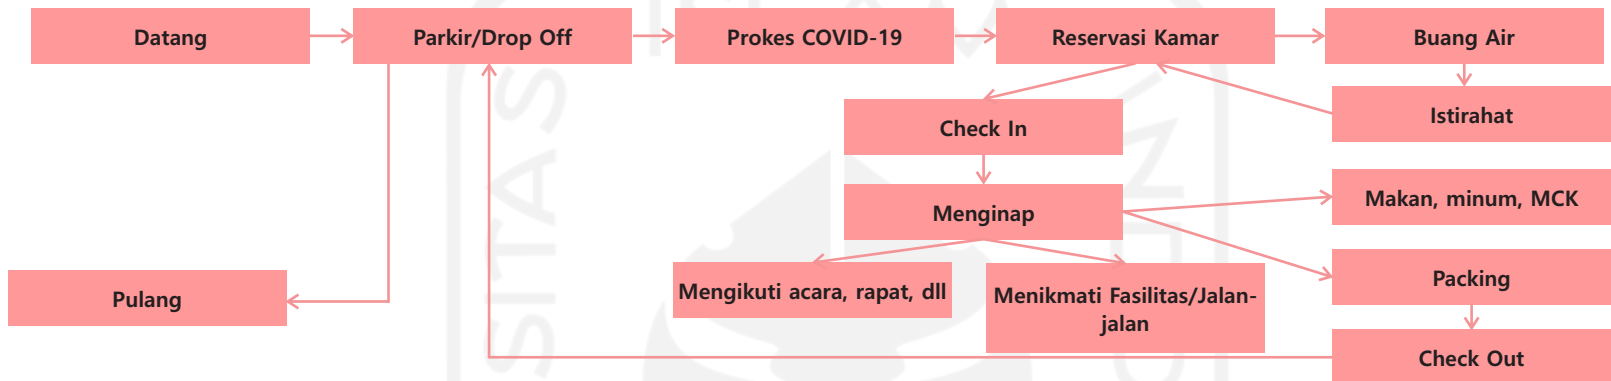 Datang
Parkir/Drop Off
Prokes COVID-19
Reservasi Kamar
Buang Air
Istirahat
Check In
Menginap
Makan, minum, MCK
Mengikuti acara, rapat, dll
Menikmati Fasilitas/Jalan-
jalan
Packing
Pulang
Check Out
SITAS